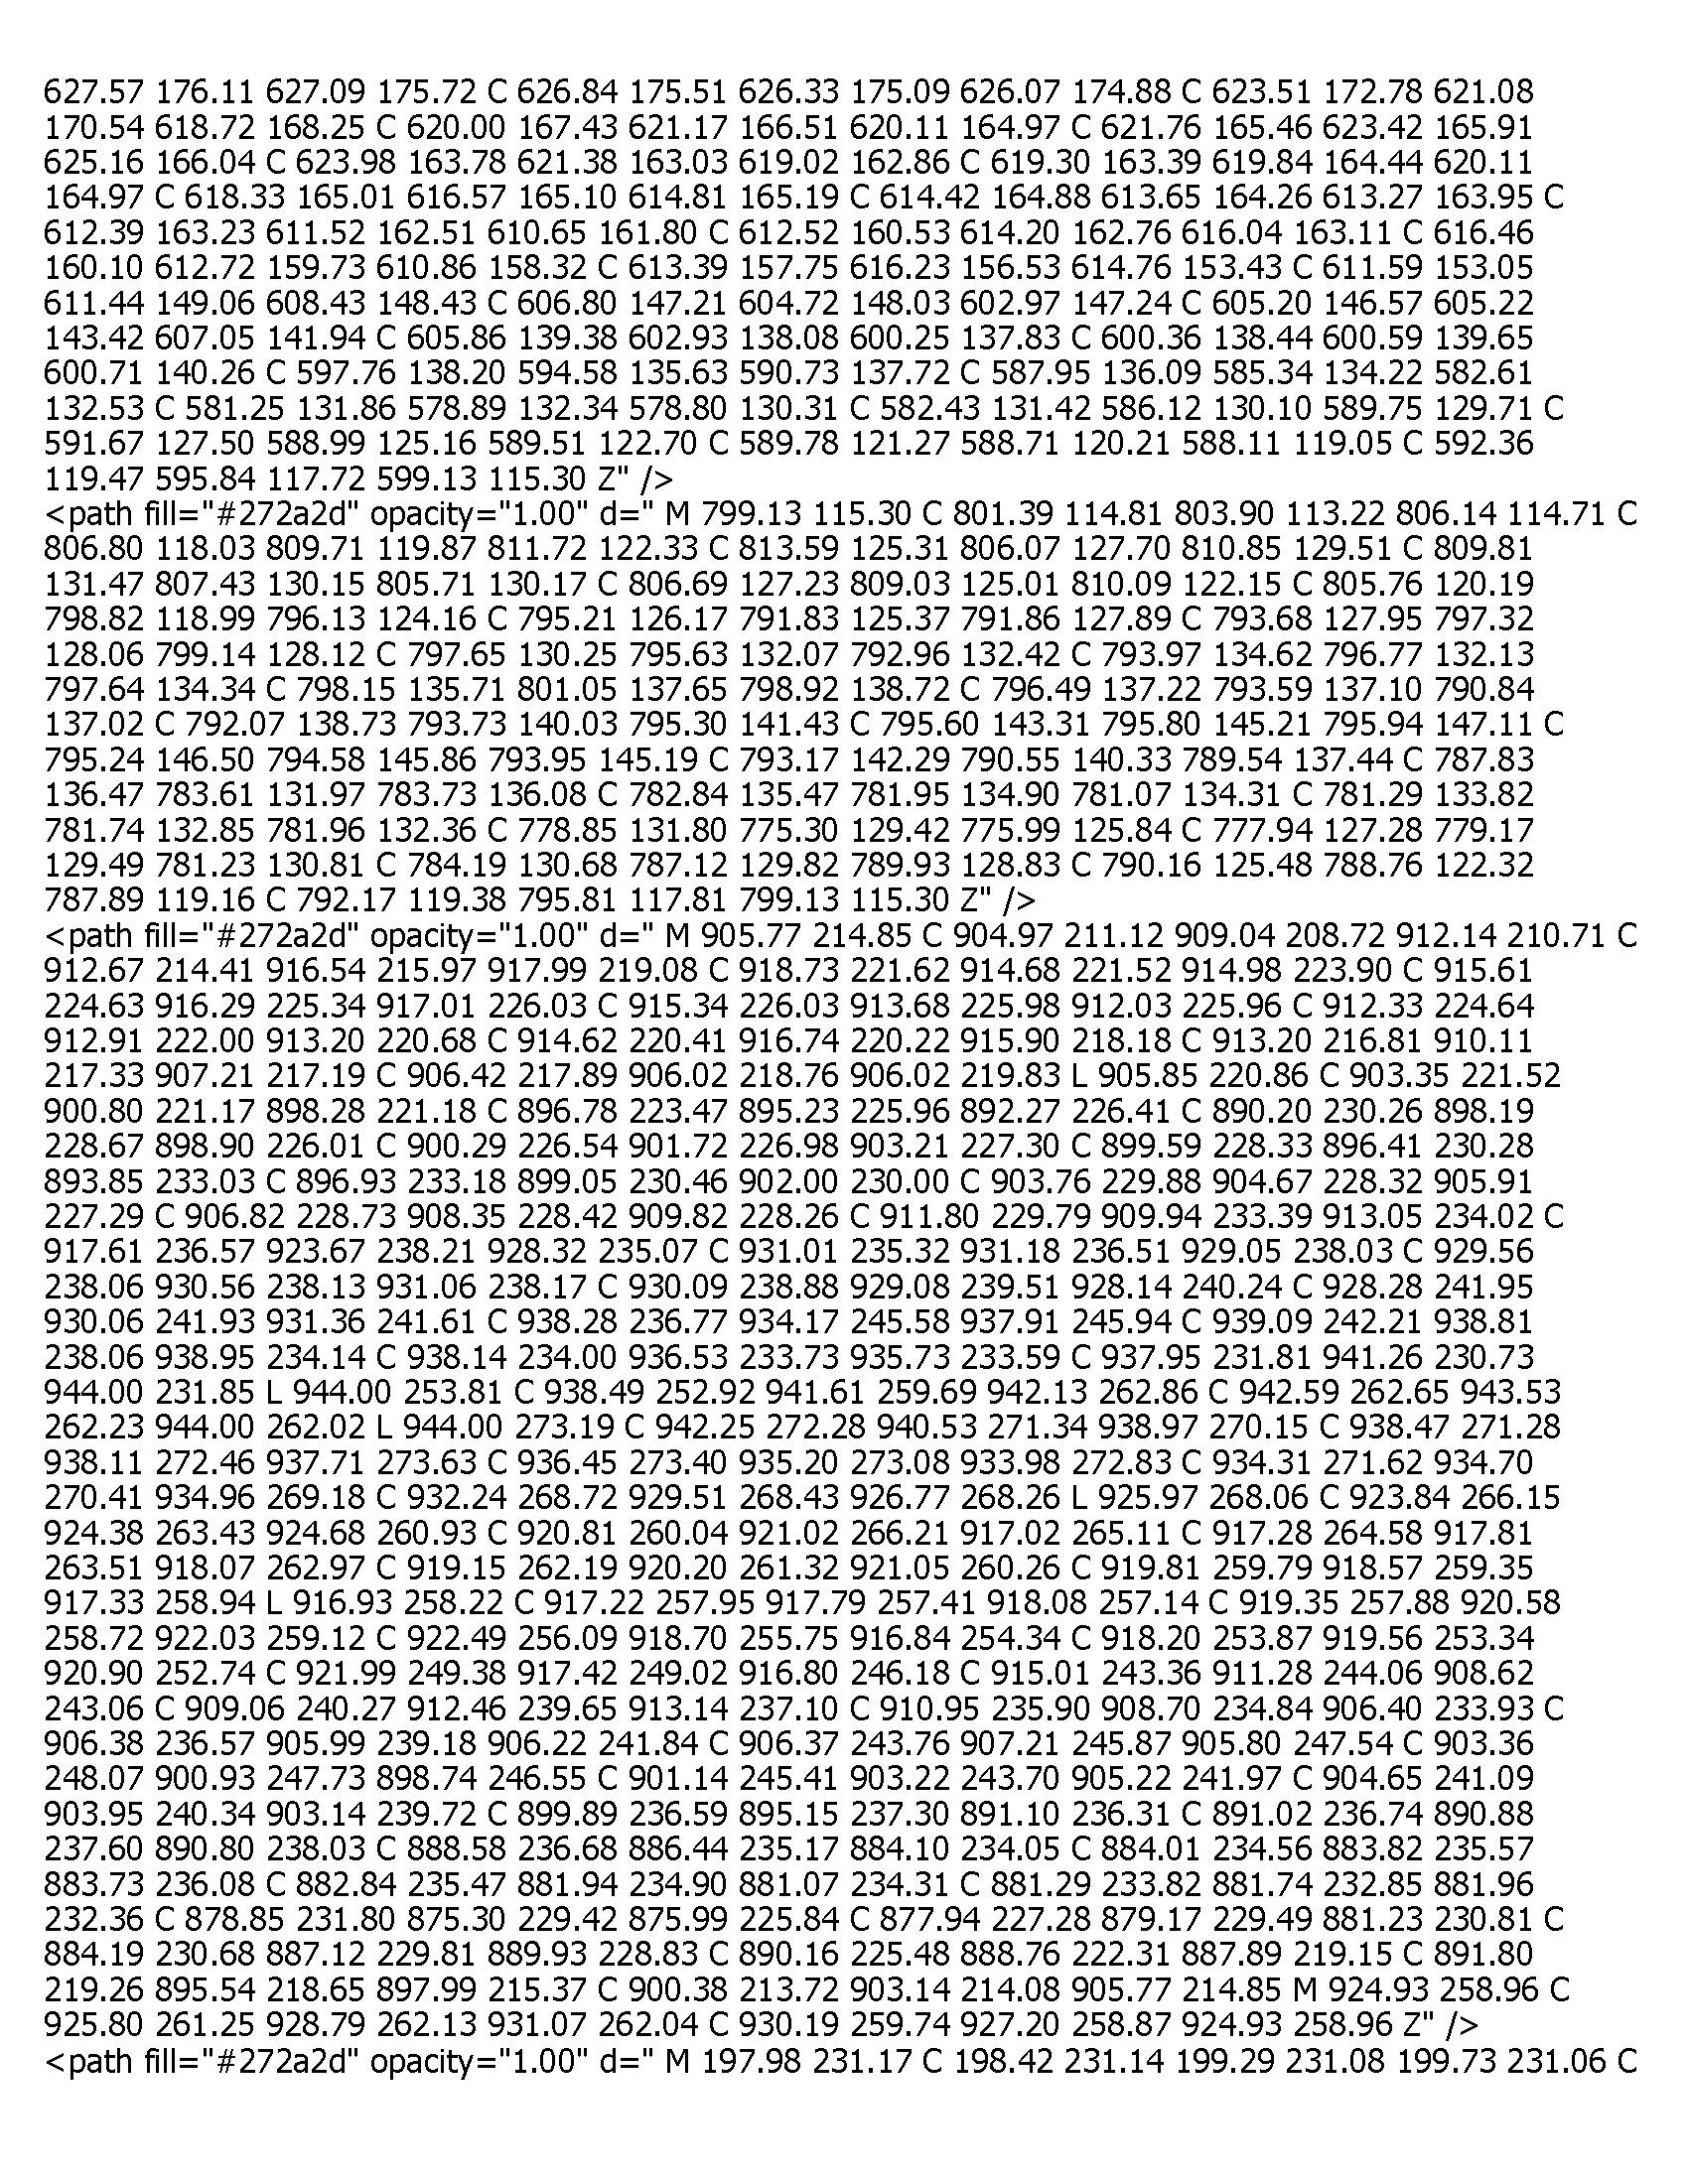 627.57 176.11 627.09 175.72 C 626.84 175.51 626.33 175.09 626.07 174.88 C 623.51 172.78 621.08
170.54 618.72 168.25 C 620.00 167.43 621.17 166.51 620.11 164.97 C 621.76 165.46 623.42 165.91
625.16 166.04 C 623.98 163.78 621.38 163.03 619.02 162.86 C 619.30 163.39 619.84 164.44 620.11
164.97 C 618.33 165.01 616.57 165.10 614.81 165.19 C 614.42 164.88 613.65 164.26 613.27 163.95 C
612.39 163.23 611.52 162.51 610.65 161.80 C 612.52 160.53 614.20 162.76 616.04 163.11 C 616.46
160.10 612.72 159.73 610.86 158.32 C 613.39 157.75 616.23 156.53 614.76 153.43 C 611.59 153.05
611.44 149.06 608.43 148.43 C 606.80 147.21 604.72 148.03 602.97 147.24 C 605.20 146.57 605.22
143.42 607.05 141.94 C 605.86 139.38 602.93 138.08 600.25 137.83 C 600.36 138.44 600.59 139.65
600.71 140.26 C 597.76 138.20 594.58 135.63 590.73 137.72 C 587.95 136.09 585.34 134.22 582.61
132.53 C 581.25 131.86 578.89 132.34 578.80 130.31 C 582.43 131.42 586.12 130.10 589.75 129.71 C
591.67 127.50 588.99 125.16 589.51 122.70 C 589.78 121.27 588.71 120.21 588.11 119.05 C 592.36
119.47 595.84 117.72 599.13 115.30 Z" />
<path fill="#272a2d" opacity="1.00" d=" M 799.13 115.30 C 801.39 114.81 803.90 113.22 806.14 114.71 C
806.80 118.03 809.71 119.87 811.72 122.33 C 813.59 125.31 806.07 127.70 810.85 129.51 C 809.81
131.47 807.43 130.15 805.71 130.17 C 806.69 127.23 809.03 125.01 810.09 122.15 C 805.76 120.19
798.82 118.99 796.13 124.16 C 795.21 126.17 791.83 125.37 791.86 127.89 C 793.68 127.95 797.32
128.06 799.14 128.12 C 797.65 130.25 795.63 132.07 792.96 132.42 C 793.97 134.62 796.77 132.13
797.64 134.34 C 798.15 135.71 801.05 137.65 798.92 138.72 C 796.49 137.22 793.59 137.10 790.84
137.02 C 792.07 138.73 793.73 140.03 795.30 141.43 C 795.60 143.31 795.80 145.21 795.94 147.11 C
795.24 146.50 794.58 145.86 793.95 145.19 C 793.17 142.29 790.55 140.33 789.54 137.44 C 787.83
136.47 783.61 131.97 783.73 136.08 C 782.84 135.47 781.95 134.90 781.07 134.31 C 781.29 133.82
781.74 132.85 781.96 132.36 C 778.85 131.80 775.30 129.42 775.99 125.84 C 777.94 127.28 779.17
129.49 781.23 130.81 C 784.19 130.68 787.12 129.82 789.93 128.83 C 790.16 125.48 788.76 122.32
787.89 119.16 C 792.17 119.38 795.81 117.81 799.13 115.30 Z" />
<path fill="#272a2d" opacity="1.00" d=" M 905.77 214.85 C 904.97 211.12 909.04 208.72 912.14 210.71 C
912.67 214.41 916.54 215.97 917.99 219.08 C 918.73 221.62 914.68 221.52 914.98 223.90 C 915.61
224.63 916.29 225.34 917.01 226.03 C 915.34 226.03 913.68 225.98 912.03 225.96 C 912.33 224.64
912.91 222.00 913.20 220.68 C 914.62 220.41 916.74 220.22 915.90 218.18 C 913.20 216.81 910.11
217.33 907.21 217.19 C 906.42 217.89 906.02 218.76 906.02 219.83 L 905.85 220.86 C 903.35 221.52
900.80 221.17 898.28 221.18 C 896.78 223.47 895.23 225.96 892.27 226.41 C 890.20 230.26 898.19
228.67 898.90 226.01 C 900.29 226.54 901.72 226.98 903.21 227.30 C 899.59 228.33 896.41 230.28
893.85 233.03 C 896.93 233.18 899.05 230.46 902.00 230.00 C 903.76 229.88 904.67 228.32 905.91
227.29 C 906.82 228.73 908.35 228.42 909.82 228.26 C 911.80 229.79 909.94 233.39 913.05 234.02 C
917.61 236.57 923.67 238.21 928.32 235.07 C 931.01 235.32 931.18 236.51 929.05 238.03 C 929.56
238.06 930.56 238.13 931.06 238.17 C 930.09 238.88 929.08 239.51 928.14 240.24 C 928.28 241.95
930.06 241.93 931.36 241.61 C 938.28 236.77 934.17 245.58 937.91 245.94 C 939.09 242.21 938.81
238.06 938.95 234.14 C 938.14 234.00 936.53 233.73 935.73 233.59 C 937.95 231.81 941.26 230.73
944.00 231.85 L 944.00 253.81 C 938.49 252.92 941.61 259.69 942.13 262.86 C 942.59 262.65 943.53
262.23 944.00 262.02 L 944.00 273.19 C 942.25 272.28 940.53 271.34 938.97 270.15 C 938.47 271.28
938.11 272.46 937.71 273.63 C 936.45 273.40 935.20 273.08 933.98 272.83 C 934.31 271.62 934.70
270.41 934.96 269.18 C 932.24 268.72 929.51 268.43 926.77 268.26 L 925.97 268.06 C 923.84 266.15
924.38 263.43 924.68 260.93 C 920.81 260.04 921.02 266.21 917.02 265.11 C 917.28 264.58 917.81
263.51 918.07 262.97 C 919.15 262.19 920.20 261.32 921.05 260.26 C 919.81 259.79 918.57 259.35
917.33 258.94 L 916.93 258.22 C 917.22 257.95 917.79 257.41 918.08 257.14 C 919.35 257.88 920.58
258.72 922.03 259.12 C 922.49 256.09 918.70 255.75 916.84 254.34 C 918.20 253.87 919.56 253.34
920.90 252.74 C 921.99 249.38 917.42 249.02 916.80 246.18 C 915.01 243.36 911.28 244.06 908.62
243.06 C 909.06 240.27 912.46 239.65 913.14 237.10 C 910.95 235.90 908.70 234.84 906.40 233.93 C
906.38 236.57 905.99 239.18 906.22 241.84 C 906.37 243.76 907.21 245.87 905.80 247.54 C 903.36
248.07 900.93 247.73 898.74 246.55 C 901.14 245.41 903.22 243.70 905.22 241.97 C 904.65 241.09
903.95 240.34 903.14 239.72 C 899.89 236.59 895.15 237.30 891.10 236.31 C 891.02 236.74 890.88
237.60 890.80 238.03 C 888.58 236.68 886.44 235.17 884.10 234.05 C 884.01 234.56 883.82 235.57
883.73 236.08 C 882.84 235.47 881.94 234.90 881.07 234.31 C 881.29 233.82 881.74 232.85 881.96
232.36 C 878.85 231.80 875.30 229.42 875.99 225.84 C 877.94 227.28 879.17 229.49 881.23 230.81 C
884.19 230.68 887.12 229.81 889.93 228.83 C 890.16 225.48 888.76 222.31 887.89 219.15 C 891.80
219.26 895.54 218.65 897.99 215.37 C 900.38 213.72 903.14 214.08 905.77 214.85 M 924.93 258.96 C
925.80 261.25 928.79 262.13 931.07 262.04 C 930.19 259.74 927.20 258.87 924.93 258.96 Z" />
<path fill="#272a2d" opacity="1.00" d=" M 197.98 231.17 C 198.42 231.14 199.29 231.08 199.73 231.06 C